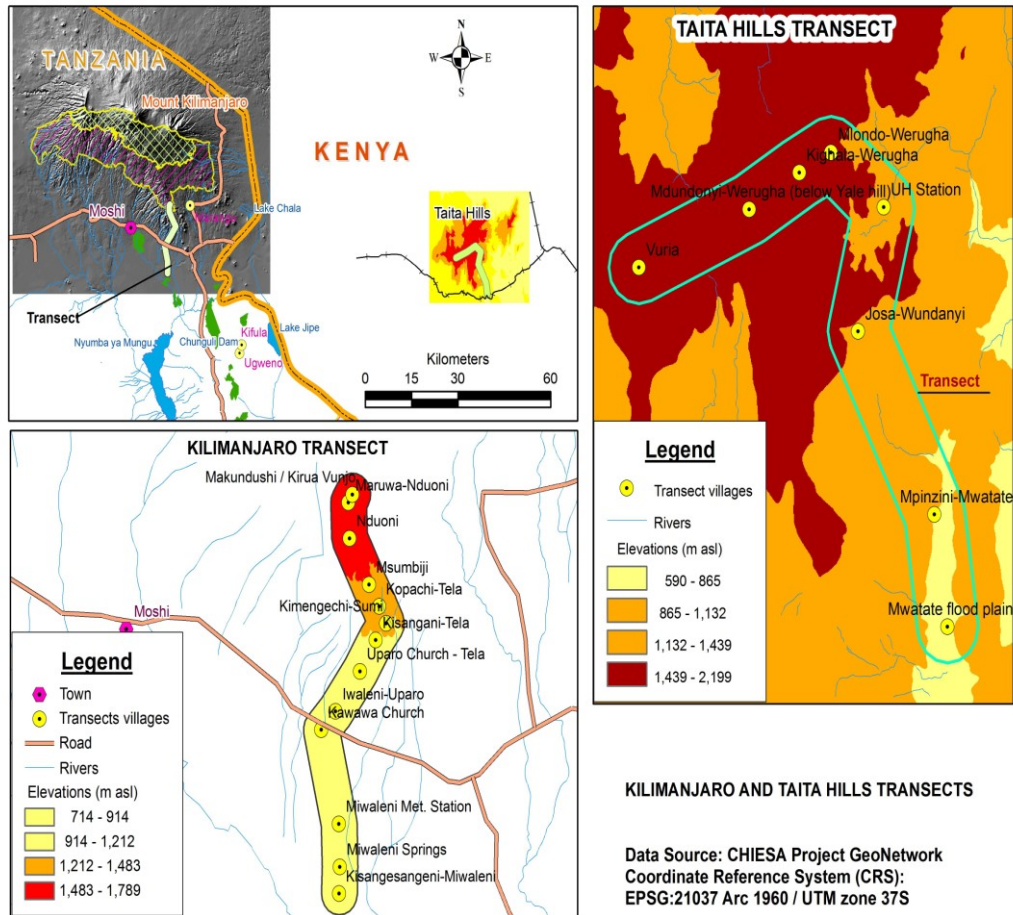 TANZANIA
Mount Kilimanjaro
Moshi
Lake Chala
Transect
Nyumba ya Mungu
Chunguli Dam
Kifula
Ugweno
Lake Jipe
N
W E
S
KENYA
Taita Hills
Kilometers
0 15 30 60
TAITA HILLS TRANSECT
Mlondo-Werugha
Kighala-Werugha
Mdundonyi-Werugha (below Yale hill)
UH Station
Vuria
Josa-Wundanyi
Transect
Mpinzini-Mwatate
Mwatate flood plain
Legend
Transect villages
Rivers
Elevations (m asl)
590 - 865
865 - 1,132
1,132 - 1,439
1,439 - 2,199
KILIMANJARO TRANSECT
Makundushi / Kirua Vunjo
Maruwa-Nduoni
Nduoni
Msumbiji
Kopachi-Tela
Kimengechi-Sumi
Kisangani-Tela
Uparo Church - Tela
Iwaleni-Uparo
Kawawa Church
Miwaleni Met. Station
Miwaleni Springs
Kisangesangeni-Miwaleni
Moshi
Legend
Town
Transects villages
Road
Rivers
Elevations (m asl)
714 - 914
914 - 1,212
1,212 - 1,483
1,483 - 1,789
KILIMANJARO AND TAITA HILLS TRANSECTS
Data Source: CHIESA Project GeoNetwork
Coordinate Reference System (CRS):
EPSG:21037 Arc 1960 / UTM zone 37S